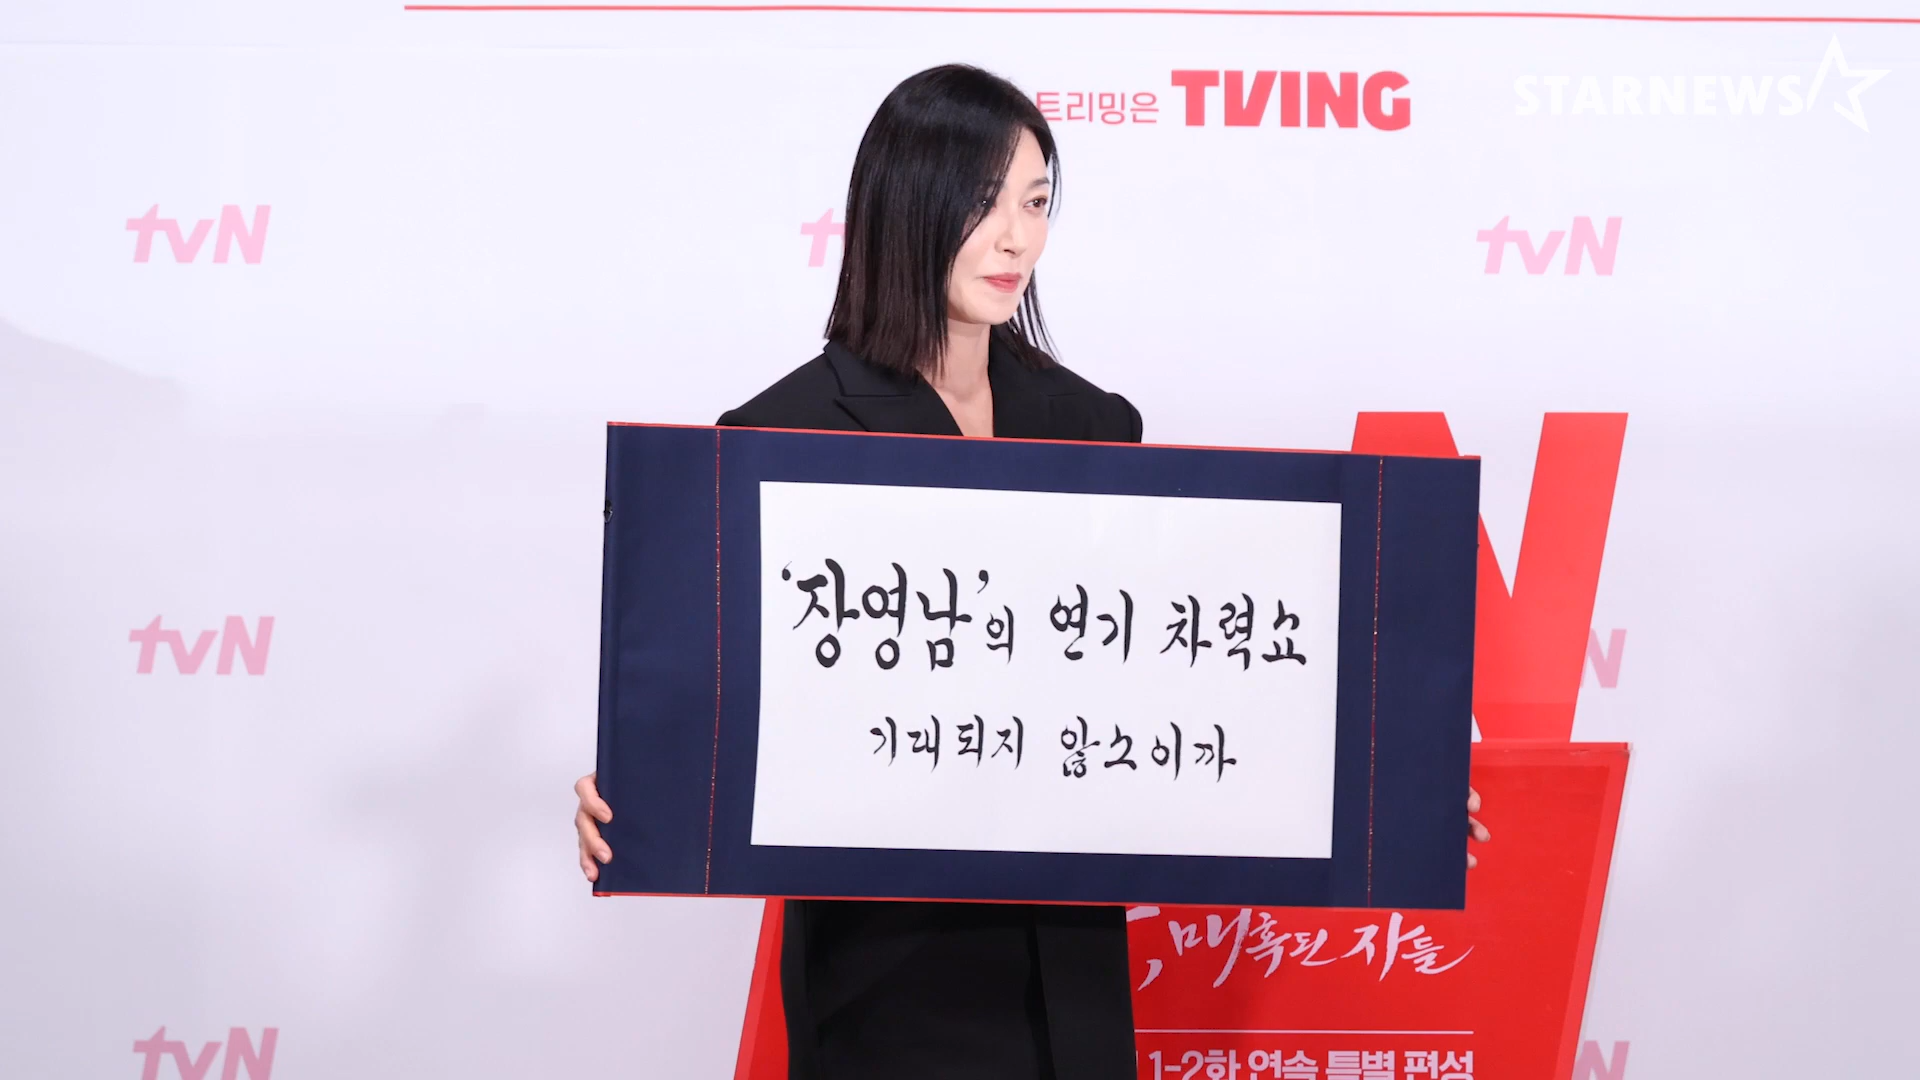 트리밍은 TVING
STARNEWS
tvN
tvN
‘장영남’의 연기 차력쇼
기대되지 않소이까
tvN
N
, 매혹된 자들
1-2화 연속 특별 편성
tvN
N